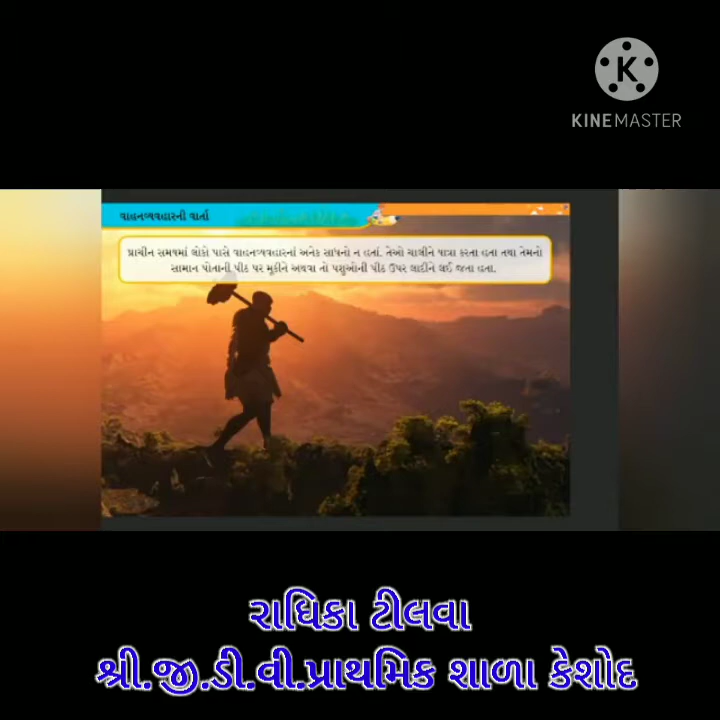 KINEMASTER
વાહનવ્યવહારની વાર્તા
પ્રાચીન સમયમાં લોકો પાસે વાહનવ્યવહારનાં અનેક સાધનો ન હતાં. તેઓ ચાલીને યાત્રા કરતા હતા તથા તેમનો
સામાન પોતાની પીઠ પર મૂકીને અથવા તો પશુઓની પીઠ ઉપર લાદીને લઈ જતા હતા.
રાધિકા ટીલવા
શ્રી.જી.ડી.વી.પ્રાથમિક શાળા કેશોદ